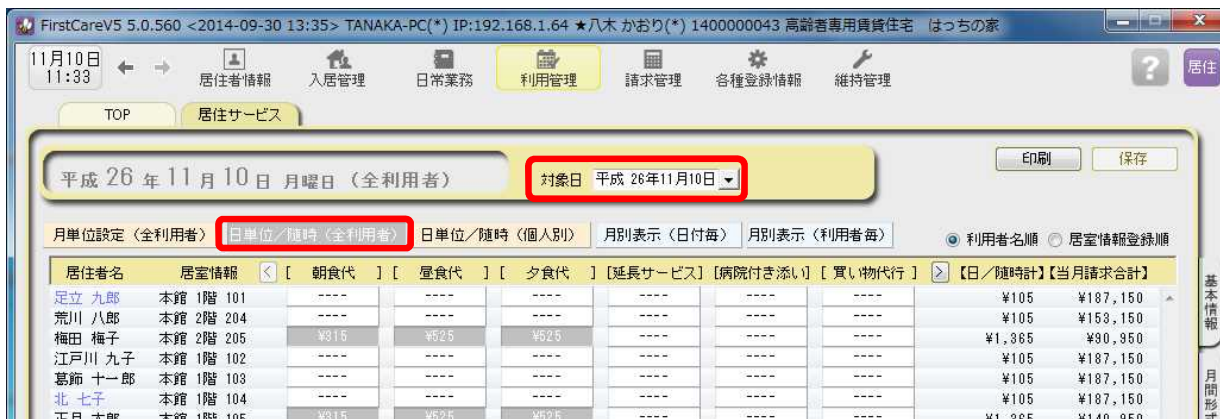 FirstCareV5 5.0.560 <2014-09-30 13:35> TANAKA-PC(*) IP:192.168.1.64 ★八木 かおり(*) 1400000043 高齢者専用賃貸住宅 はっちの家
11月10日
11:33
居住者情報 入居管理 日常業務 利用管理 請求管理 各種登録情報 維持管理 ? 居住
TOP 居住サービス
印刷 保存
平成 26 年 11 月 10 日 月曜日 (全利用者) 対象日 平成 26年11月10日
月単位設定(全利用者) 日単位/随時(全利用者) 日単位/随時(個人別) 月別表示(日付毎) 月別表示(利用者毎) 利用者名順 居室情報登録順
居住者名 居室情報 < [ 朝食代 ] [ 昼食代 ] [ 夕食代 ] [延長サービス] [病院付き添い] [ 買い物代行 ] > 【日/随時計】【当月請求合計】
足立 九郎 本館 1階 101 ---- ---- ---- ---- ---- ---- ¥105 ¥187,150
荒川 八郎 本館 2階 204 ---- ---- ---- ---- ---- ---- ¥105 ¥153,150
梅田 梅子 本館 2階 205 ¥315 ¥525 ¥525 ---- ---- ---- ¥1,365 ¥90,950
江戸川 九子 本館 1階 102 ---- ---- ---- ---- ---- ---- ¥105 ¥187,150
葛飾 十一郎 本館 1階 103 ---- ---- ---- ---- ---- ---- ¥105 ¥187,150
北 七子 本館 1階 104 ---- ---- ---- ---- ---- ---- ¥105 ¥187,150
本館 1階 105 ¥315 ¥525 ¥525 ---- ---- ---- ¥1,365 ¥140,950
基本情報
月間形